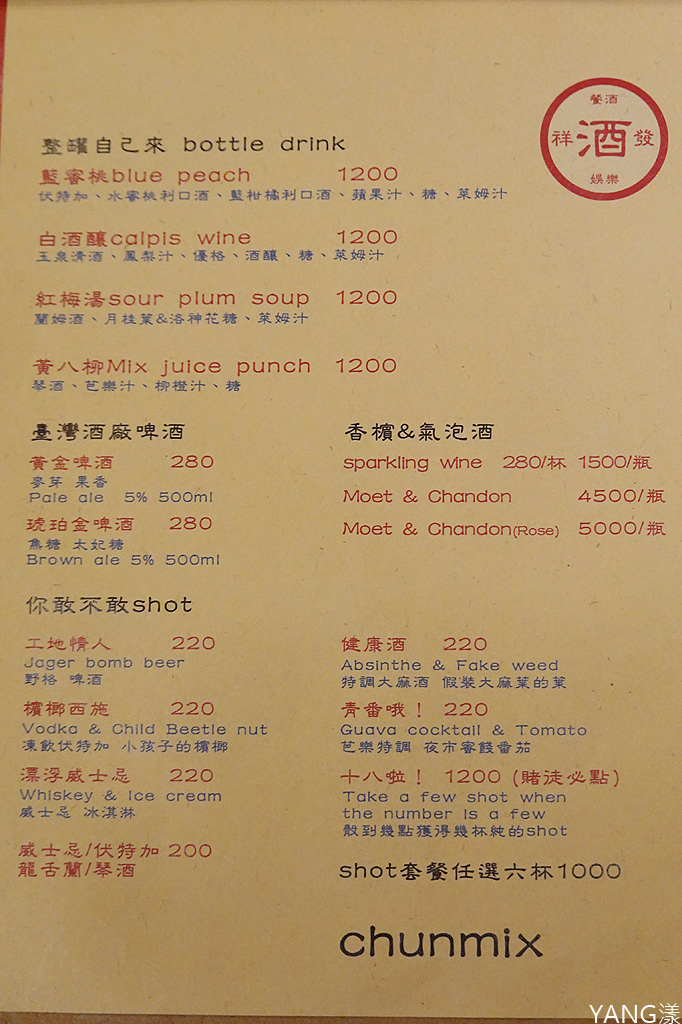 餐酒
祥酒發
娛樂
整罐自己來 bottle drink
藍蜜桃blue peach 1200
伏特加、水蜜桃利口酒、藍柑橘利口酒、蘋果汁、糖、萊姆汁
白酒釀calpis wine 1200
玉泉清酒、鳳梨汁、優格、酒釀、糖、萊姆汁
紅梅湯sour plum soup 1200
蘭姆酒、月桂葉&洛神花糖、萊姆汁
黃八柳Mix juice punch 1200
琴酒、芭樂汁、柳橙汁、糖
臺灣酒廠啤酒
黃金啤酒 280
麥芽 果香
Pale ale 5% 500ml
琥珀金啤酒 280
焦糖 太妃糖
Brown ale 5% 500ml
香檳&氣泡酒
sparkling wine 280/杯 1500/瓶
Moet & Chandon 4500/瓶
Moet & Chandon(Rose) 5000/瓶
你敢不敢shot
工地情人 220
Jager bomb beer
野格 啤酒
檳榔西施 220
Vodka & Child Beetle nut
凍飲伏特加 小孩子的檳榔
漂浮威士忌 220
Whiskey & Ice cream
威士忌 冰淇淋
威士忌/伏特加 200
龍舌蘭/琴酒
健康酒 220
Absinthe & Fake weed
特調大麻酒 假裝大麻葉的葉
青番哦！ 220
Guava cocktail & Tomato
芭樂特調 夜市蜜餞番茄
十八啦！ 1200 (賭徒必點)
Take a few shot when
the number is a few
骰到幾點獲得幾杯純的shot
shot套餐任選六杯1000
chunmix
YANG漾